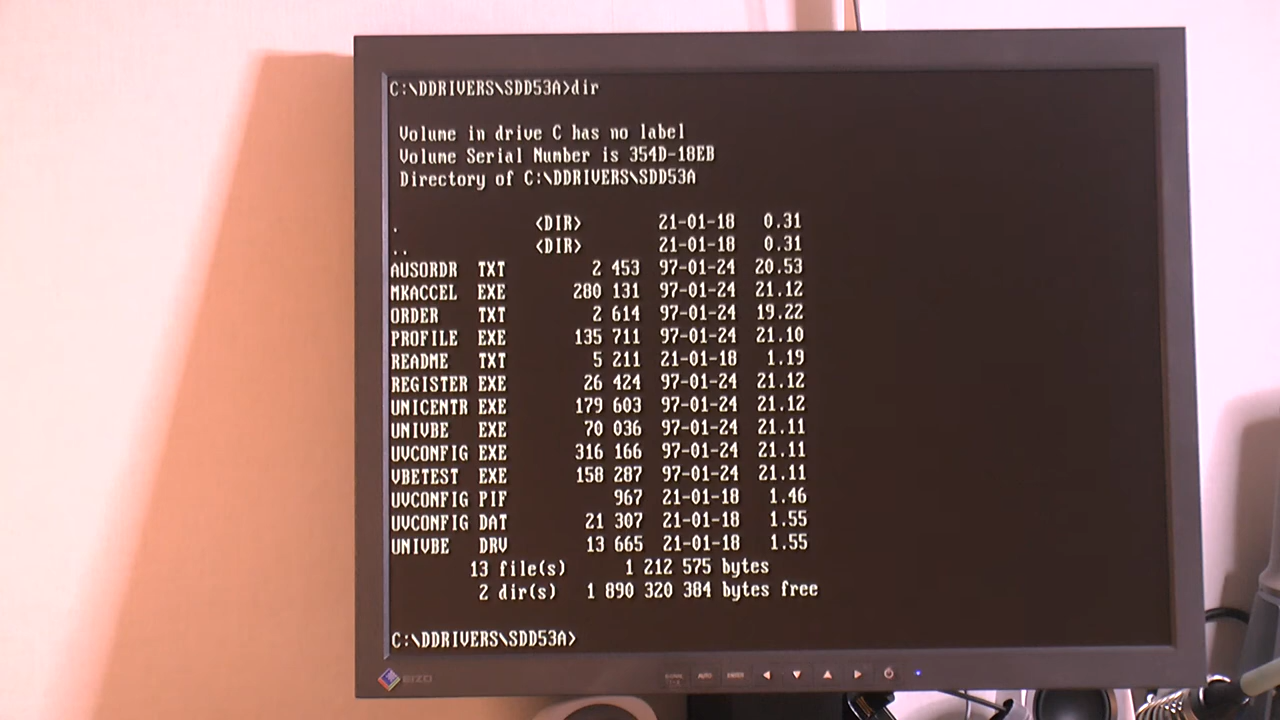 C:\DDRIVERS\SDD53A>dir
Volume in drive C has no label
Volume Serial Number is 354D-18EB
Directory of C:\DDRIVERS\SDD53A
. <DIR> 21-01-18 0.31
.. <DIR> 21-01-18 0.31
AUSORDR TXT 2 453 97-01-24 20.53
MKACCEL EXE 280 131 97-01-24 21.12
ORDER TXT 2 614 97-01-24 19.22
PROFILE EXE 135 711 97-01-24 21.10
README TXT 5 211 21-01-18 1.19
REGISTER EXE 26 424 97-01-24 21.12
UNICENTR EXE 179 603 97-01-24 21.12
UNIVBE EXE 70 036 97-01-24 21.11
UVCONFIG EXE 316 166 97-01-24 21.11
VBETEST EXE 158 287 97-01-24 21.11
UVCONFIG PIF 967 21-01-18 1.46
UVCONFIG DAT 21 307 21-01-18 1.55
UNIVBE DRV 13 665 21-01-18 1.55
13 file(s) 1 212 575 bytes
2 dir(s) 1 890 320 384 bytes free
C:\DDRIVERS\SDD53A>
EIZO
SIGNAL AUTO ENTER